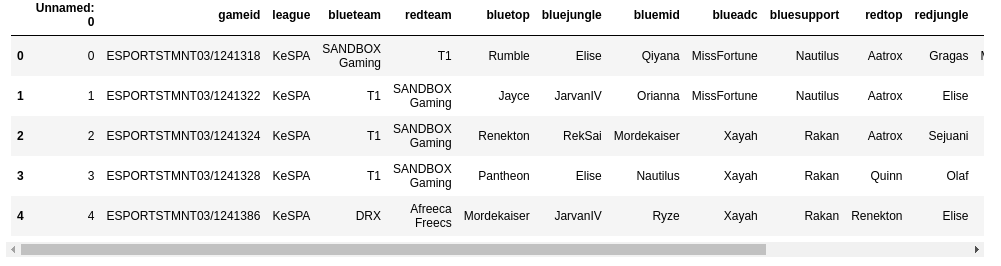 Unnamed: 0 gameid league blueteam redteam bluetop bluejungle bluemid blueadc bluesupport redtop redjungle
0 0 ESPORTSTMNT03/1241318 KeSPA SANDBOX Gaming T1 Rumble Elise Qiyana MissFortune Nautilus Aatrox Gragas
1 1 ESPORTSTMNT03/1241322 KeSPA T1 SANDBOX Gaming Jayce JarvanIV Orianna MissFortune Nautilus Aatrox Elise
2 2 ESPORTSTMNT03/1241324 KeSPA T1 SANDBOX Gaming Renekton RekSai Mordekaiser Xayah Rakan Aatrox Sejuani
3 3 ESPORTSTMNT03/1241328 KeSPA T1 SANDBOX Gaming Pantheon Elise Nautilus Xayah Rakan Quinn Olaf
4 4 ESPORTSTMNT03/1241386 KeSPA DRX Afreeca Freecs Mordekaiser JarvanIV Ryze Xayah Rakan Renekton Elise